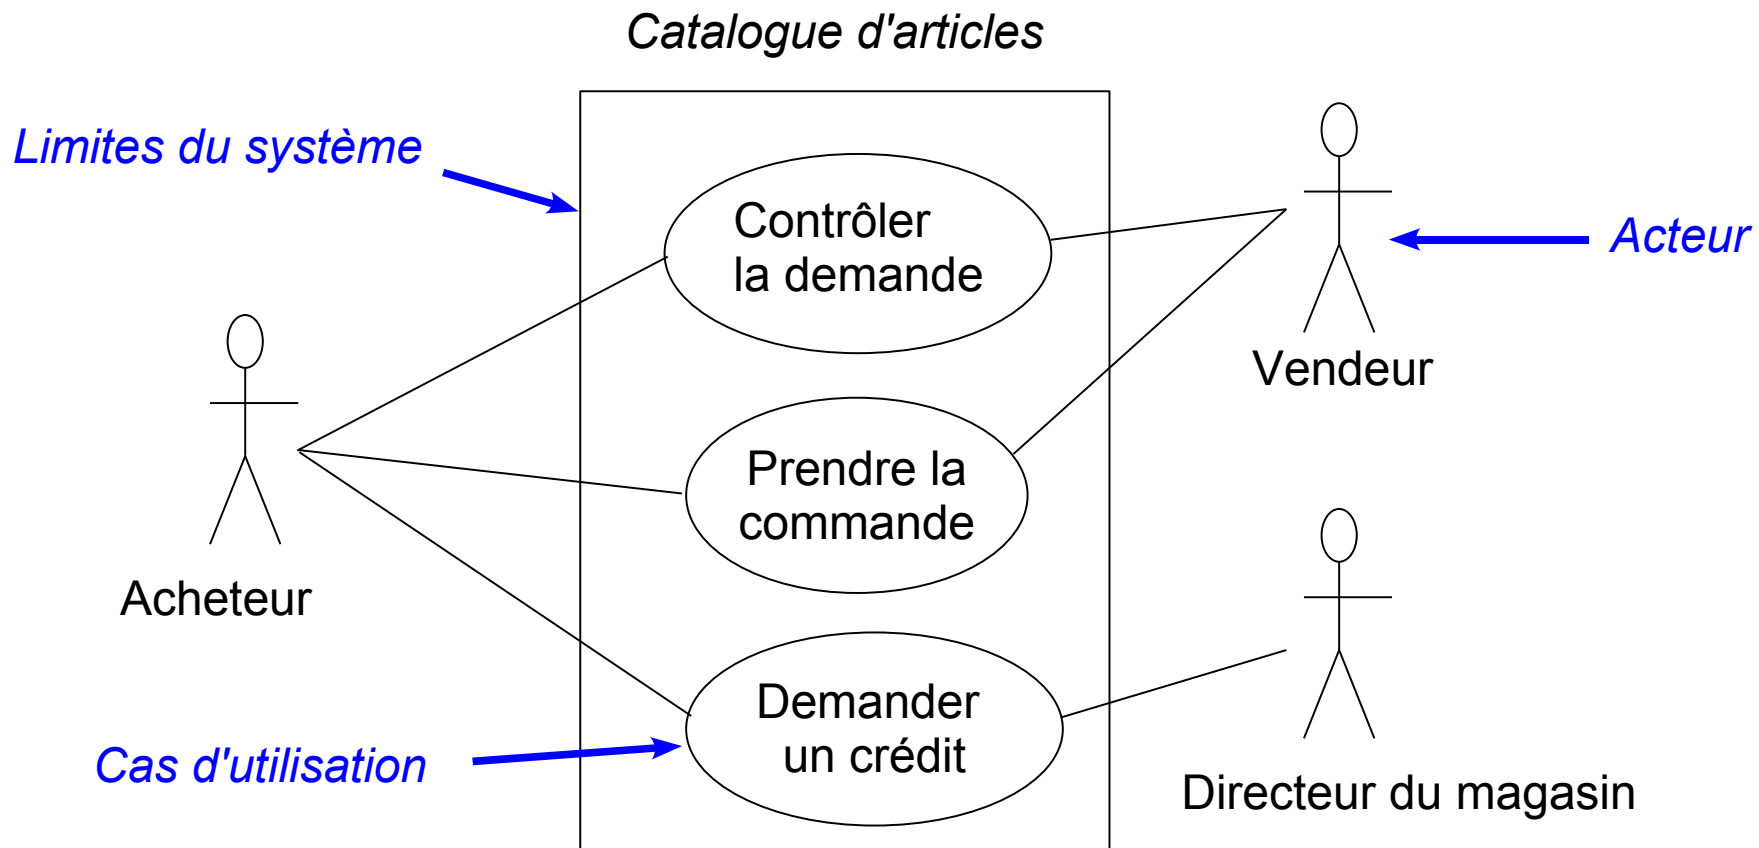 Catalogue d'articles
Limites du système
Contrôler
la demande
Acteur
Vendeur
Prendre la
commande
Acheteur
Demander
un crédit
Cas d'utilisation
Directeur du magasin